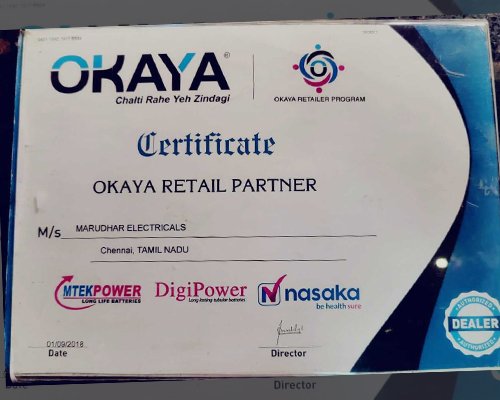 OKAYA®
Chalti Rahe Yeh Zindagi
OKAYA RETAILER PROGRAM
Certificate
OKAYA RETAIL PARTNER
M/s MARUDHAR ELECTRICALS
Chennai, TAMIL NADU
MTEKPOWER
LONG LIFE BATTERIES
DigiPower
Long lasting tubular batteries
nasaka
be health sure
AUTHORIZED
DEALER
AUTHORIZED
01/09/2018
Date
Director
Date
Director